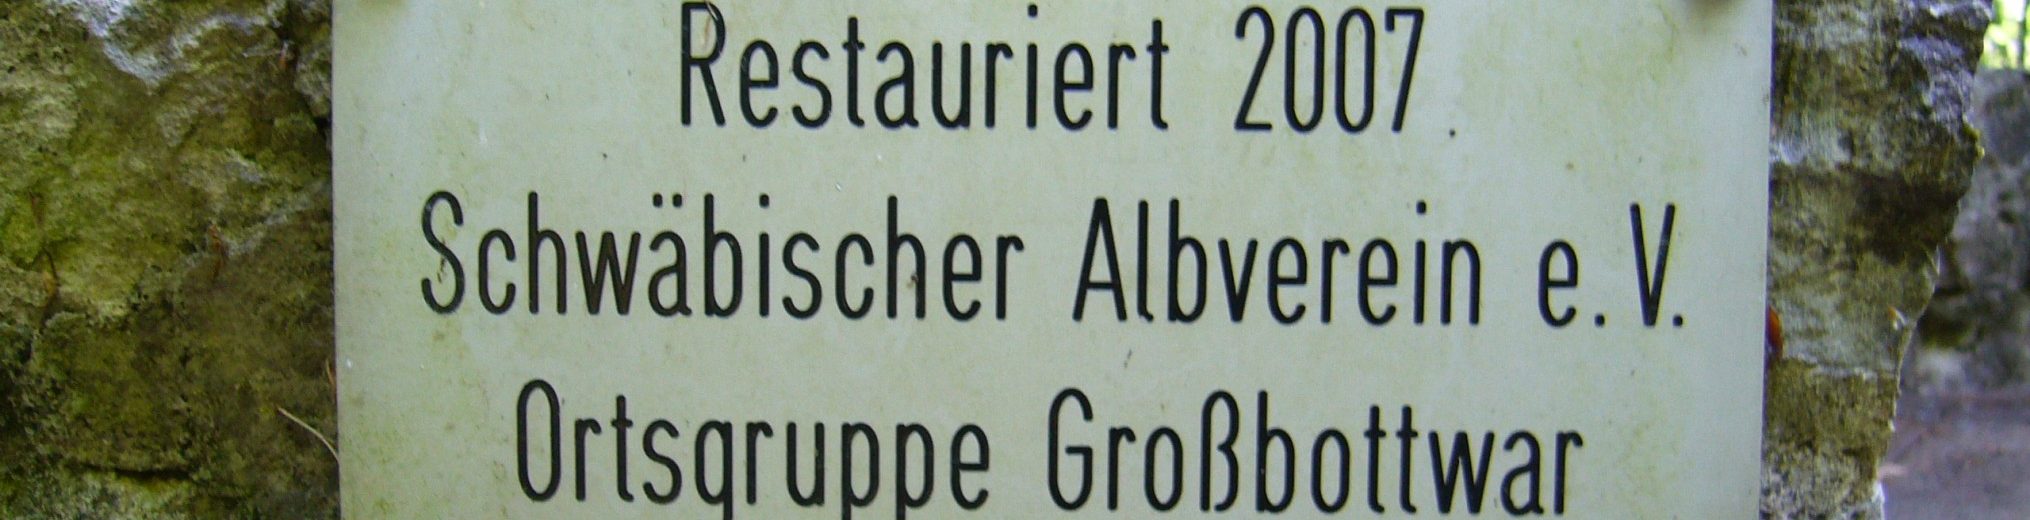 Restauriert 2007
Schwäbischer Albverein e. V.
Ortsgruppe Großbottwar